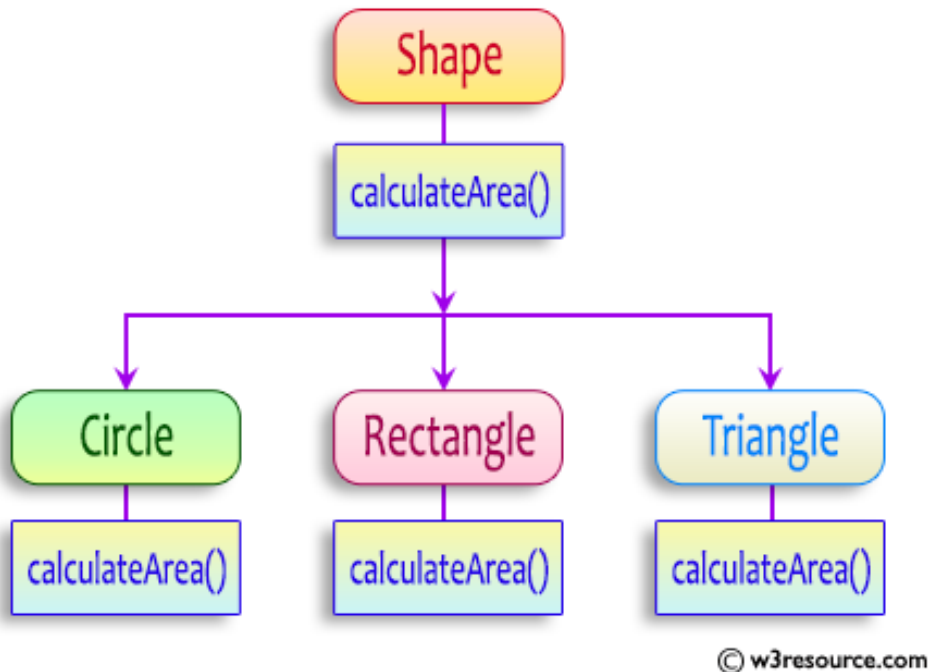 Shape
calculateArea()
Circle
Rectangle
Triangle
calculateArea()
calculateArea()
calculateArea()
© w3resource.com